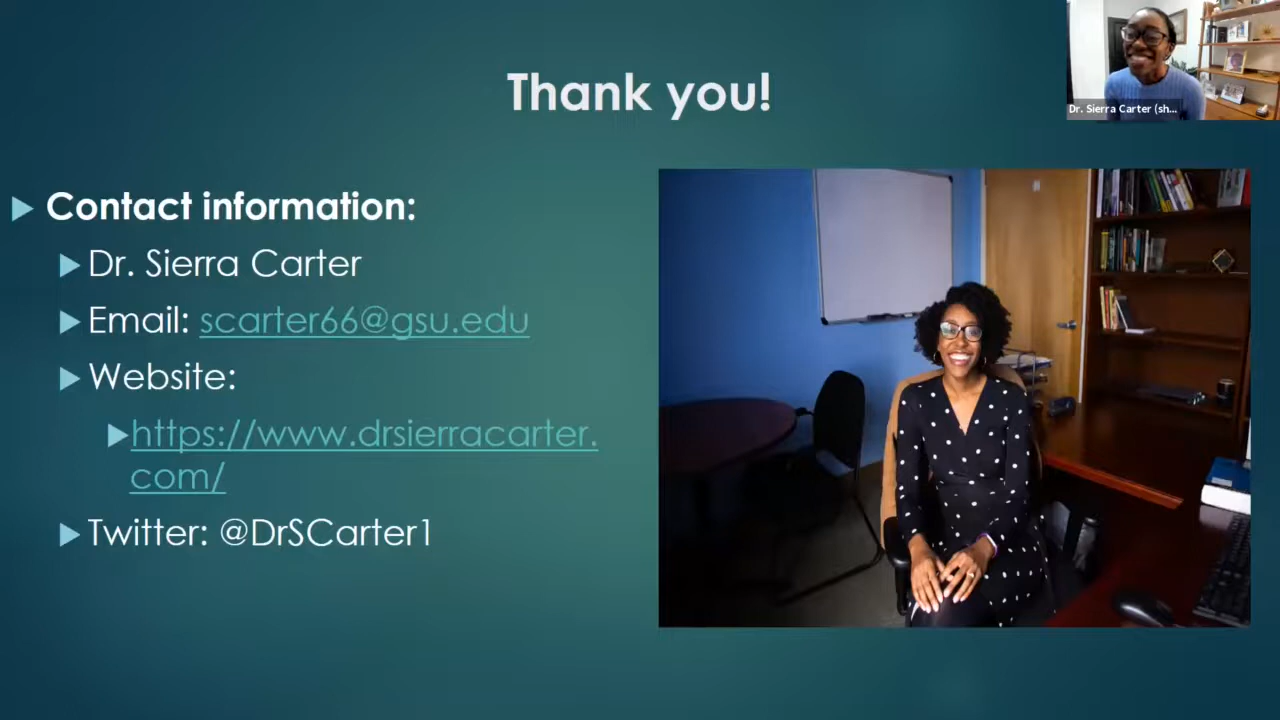 Thank you!
Dr. Sierra Carter (sh...
Contact information:
Dr. Sierra Carter
Email: scarter66@gsu.edu
Website:
https://www.drsierracarter.
com/
Twitter: @DrSCarter1